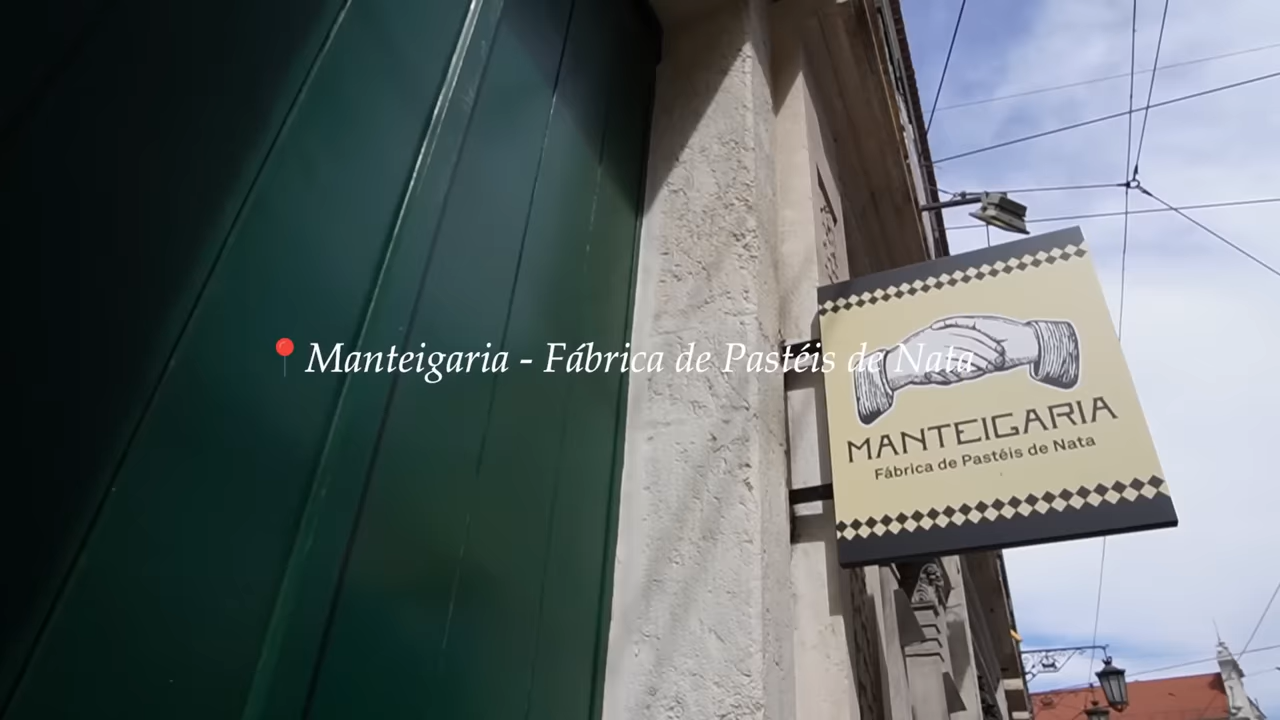 📍Manteigaria - Fábrica de Pastéis de Nata
MANTEIGARIA
Fábrica de Pastéis de Nata